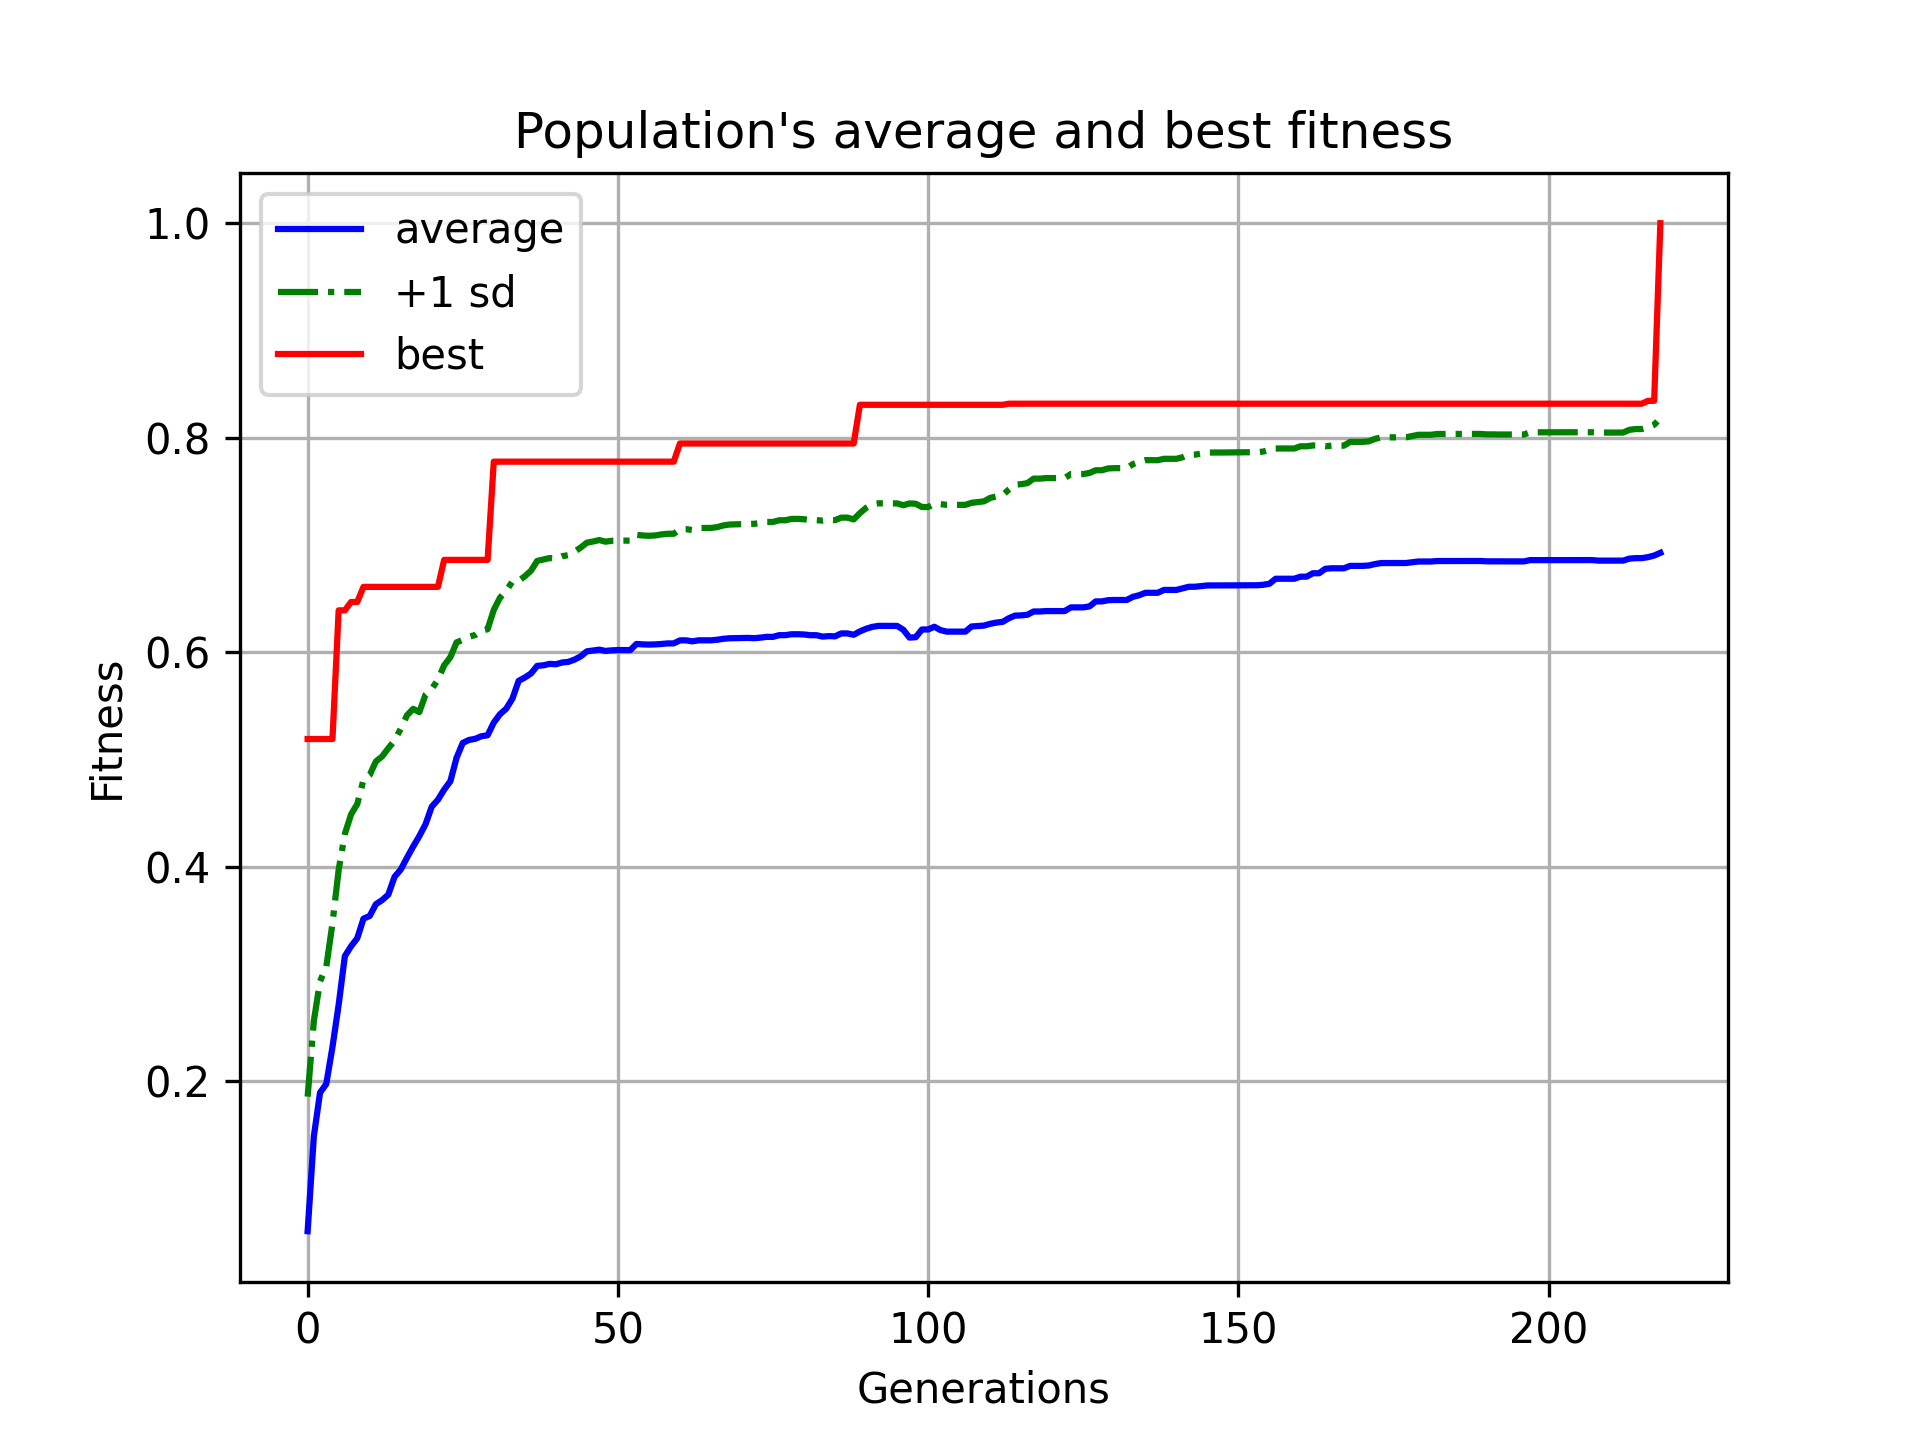 Population's average and best fitness
average
+1 sd
best
1.0
0.8
0.6
0.4
0.2
Fitness
0 50 100 150 200
Generations